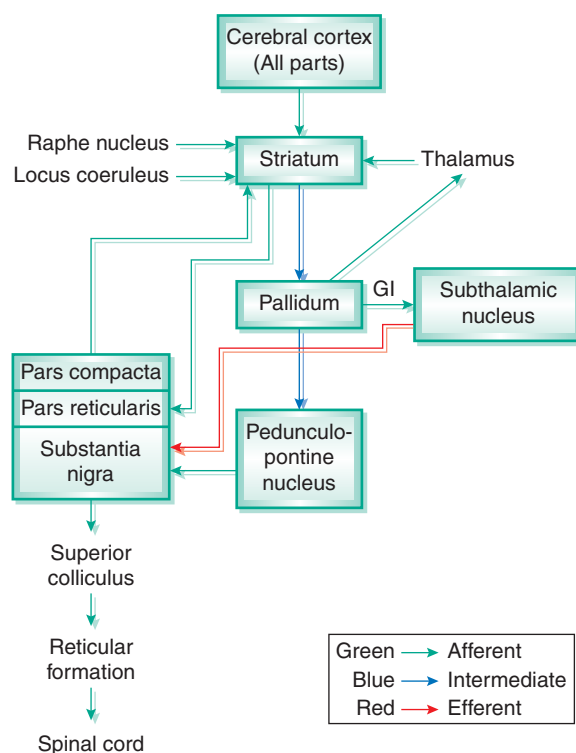 Cerebral cortex
(All parts)
Raphe nucleus
Striatum
Thalamus
Locus coeruleus
GI
Pallidum
Subthalamic
nucleus
Pars compacta
Pars reticularis
Substantia
nigra
Pedunculo-
pontine
nucleus
Superior
colliculus
Reticular
formation
Spinal cord
Green Afferent
Blue Intermediate
Red Efferent